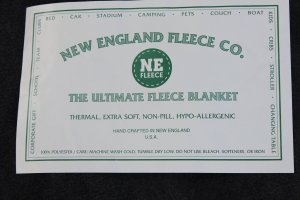 BED · CAR · STADIUM · CAMPING · PETS · COUCH · BOAT
KIDS · CRIBS · STROLLER · CHANGING TABLE
CORPORATE GIFT · SCHOOL · TEAM · CLUBS
NEW ENGLAND FLEECE CO.
NE
FLEECE
THE ULTIMATE FLEECE BLANKET
THERMAL, EXTRA SOFT, NON-PILL, HYPO-ALLERGENIC
HAND CRAFTED IN NEW ENGLAND
U.S.A.
100% POLYESTER / CARE: MACHINE WASH COLD, TUMBLE DRY LOW. DO NOT USE BLEACH, SOFTENERS, OR IRON